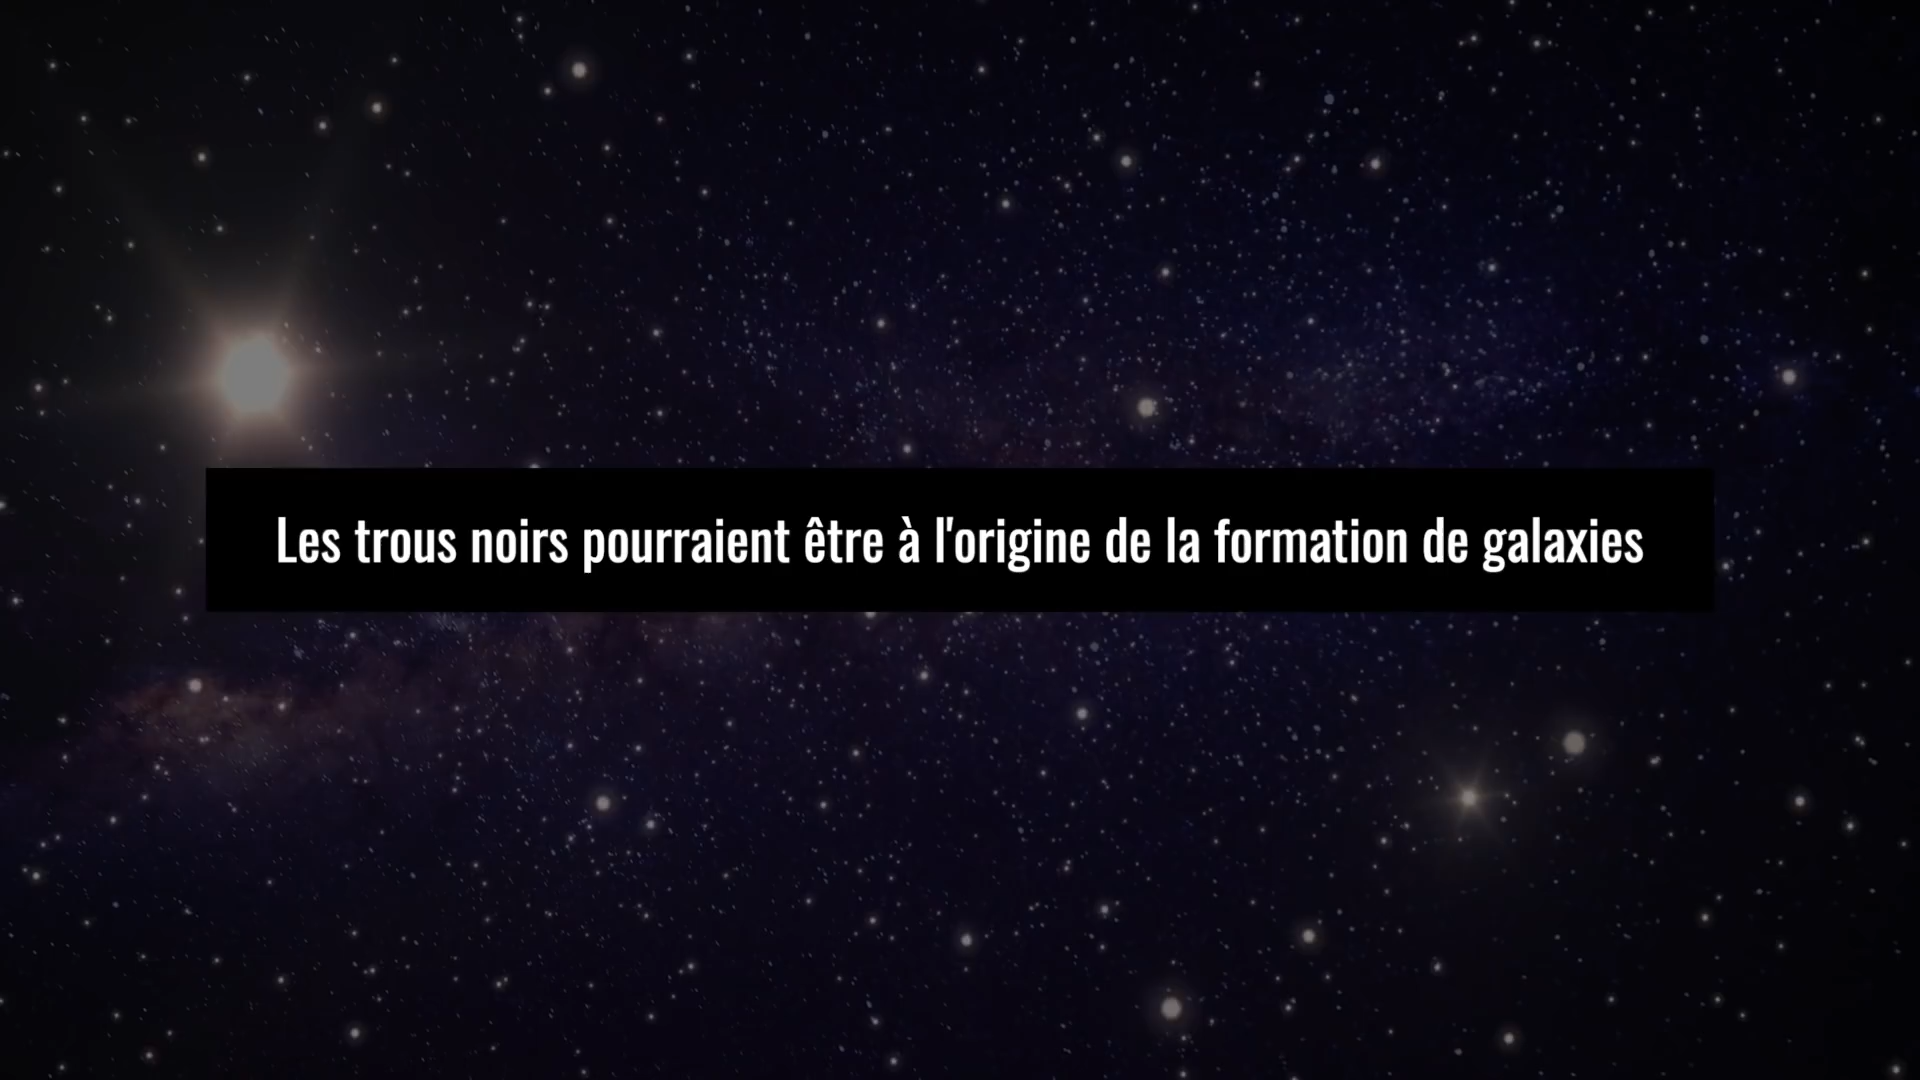 Les trous noirs pourraient être à l'origine de la formation de galaxies